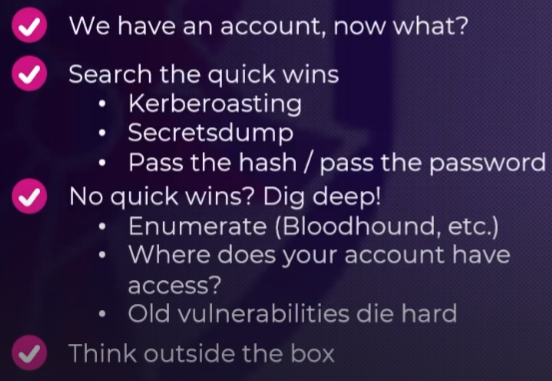 We have an account, now what?
Search the quick wins
• Kerberoasting
• Secretsdump
• Pass the hash / pass the password
No quick wins? Dig deep!
• Enumerate (Bloodhound, etc.)
• Where does your account have
access?
• Old vulnerabilities die hard
Think outside the box